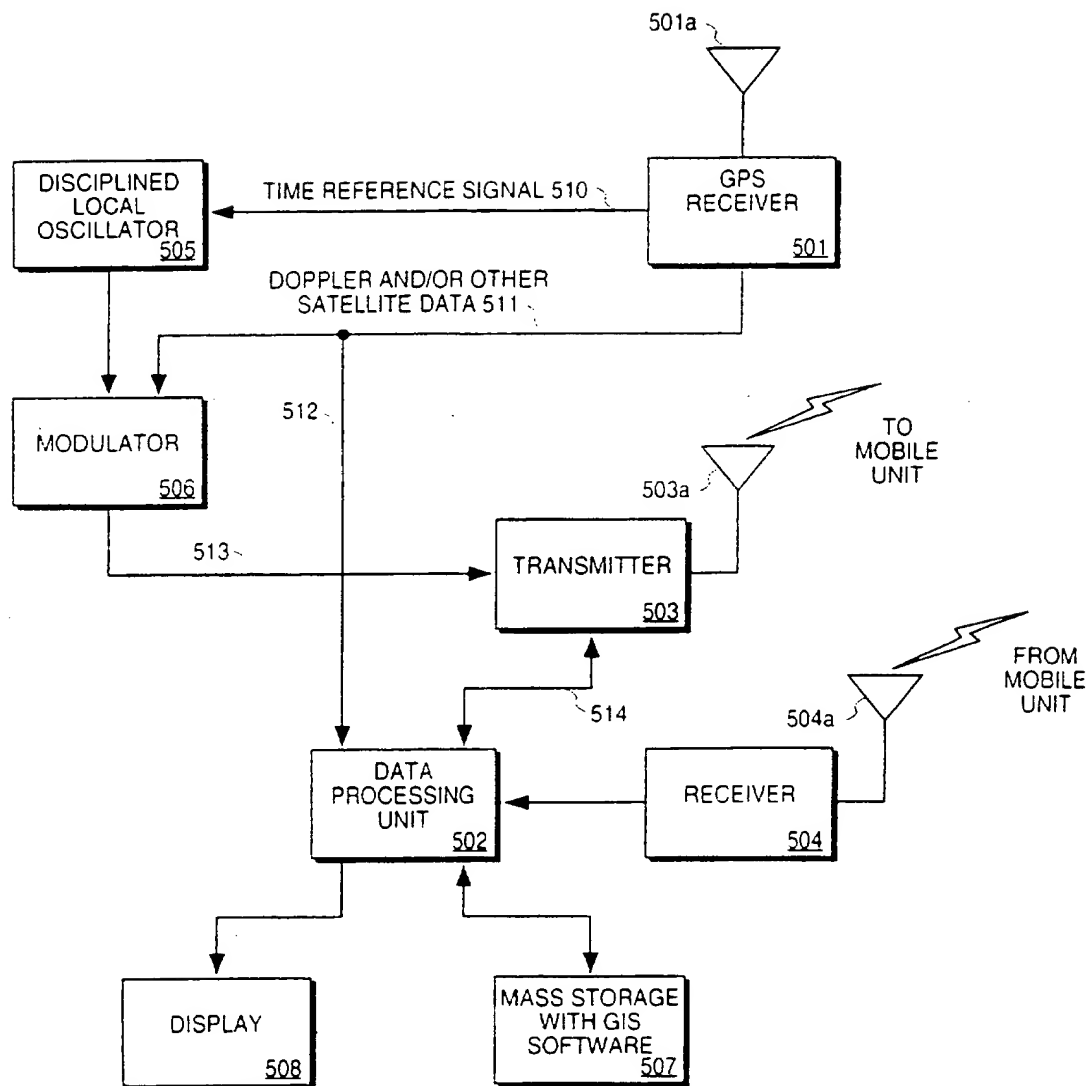 501a
GPS
RECEIVER
501
TIME REFERENCE SIGNAL 510
DISCIPLINED
LOCAL
OSCILLATOR
505
DOPPLER AND/OR OTHER
SATELLITE DATA 511
512
MODULATOR
506
TO
MOBILE
UNIT
503a
513
TRANSMITTER
503
FROM
MOBILE
UNIT
504a
514
DATA
PROCESSING
UNIT
502
RECEIVER
504
DISPLAY
508
MASS STORAGE
WITH GIS
SOFTWARE
507